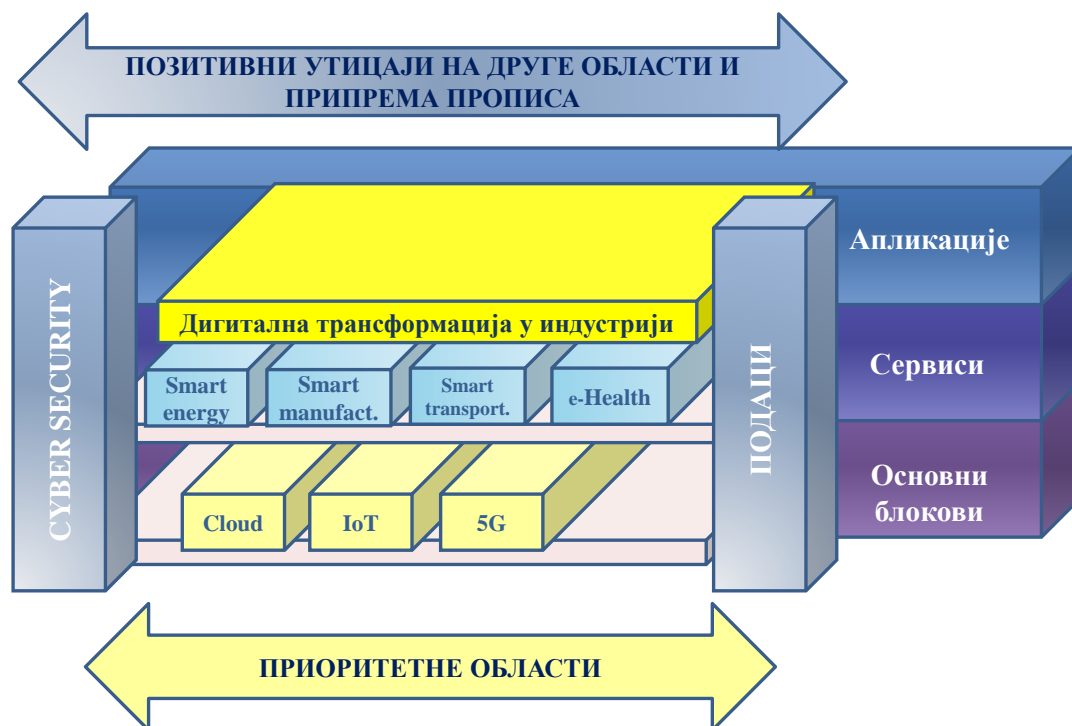 ПОЗИТИВНИ УТИЦАЈИ НА ДРУГЕ ОБЛАСТИ И
ПРИПРЕМА ПРОПИСА
CYBER SECURITY
ПОДАЦИ
Апликације
Дигитална трансформација у индустрији
Сервиси
Smart
energy
Smart
manufact.
Smart
transport.
e-Health
Основни
блокови
Cloud
IoT
5G
ПРИОРИТЕТНЕ ОБЛАСТИ